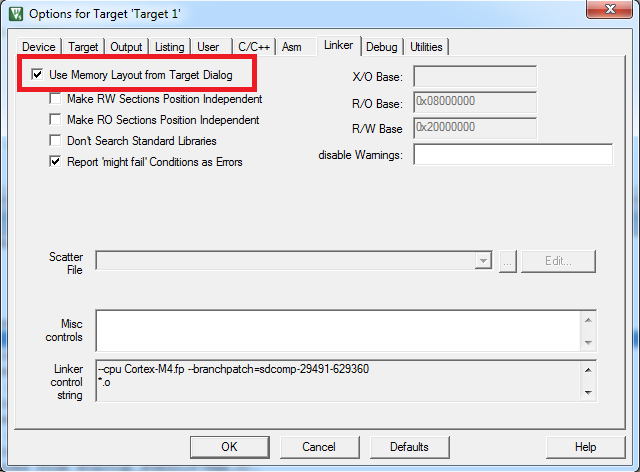 Options for Target 'Target 1'
Device Target Output Listing User C/C++ Asm Linker Debug Utilities
Use Memory Layout from Target Dialog
X/O Base:
Make RW Sections Position Independent
R/O Base: 0x08000000
Make RO Sections Position Independent
R/W Base 0x20000000
Don't Search Standard Libraries
disable Warnings:
Report 'might fail' Conditions as Errors
Scatter
File
... Edit...
Misc
controls
Linker
control
string
--cpu Cortex-M4.fp --branchpatch=sdcomp-29491-629360
*.o
OK Cancel Defaults Help